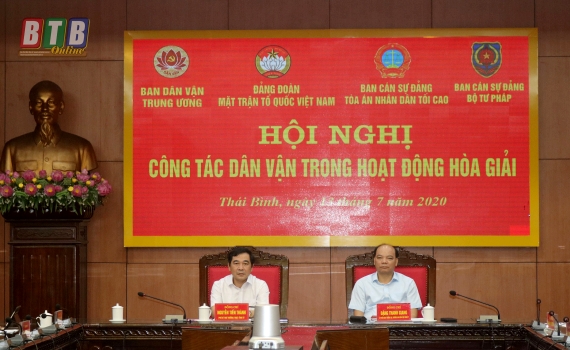 BTB
Online
BAN DÂN VẬN
TRUNG ƯƠNG
ĐẢNG ĐOÀN
MẶT TRẬN TỔ QUỐC VIỆT NAM
BAN CÁN SỰ ĐẢNG
TÒA ÁN NHÂN DÂN TỐI CAO
BAN CÁN SỰ ĐẢNG
BỘ TƯ PHÁP
HỘI NGHỊ
CÔNG TÁC DÂN VẬN TRONG HOẠT ĐỘNG HÒA GIẢI
Thái Bình, ngày 15 tháng 7 năm 2020